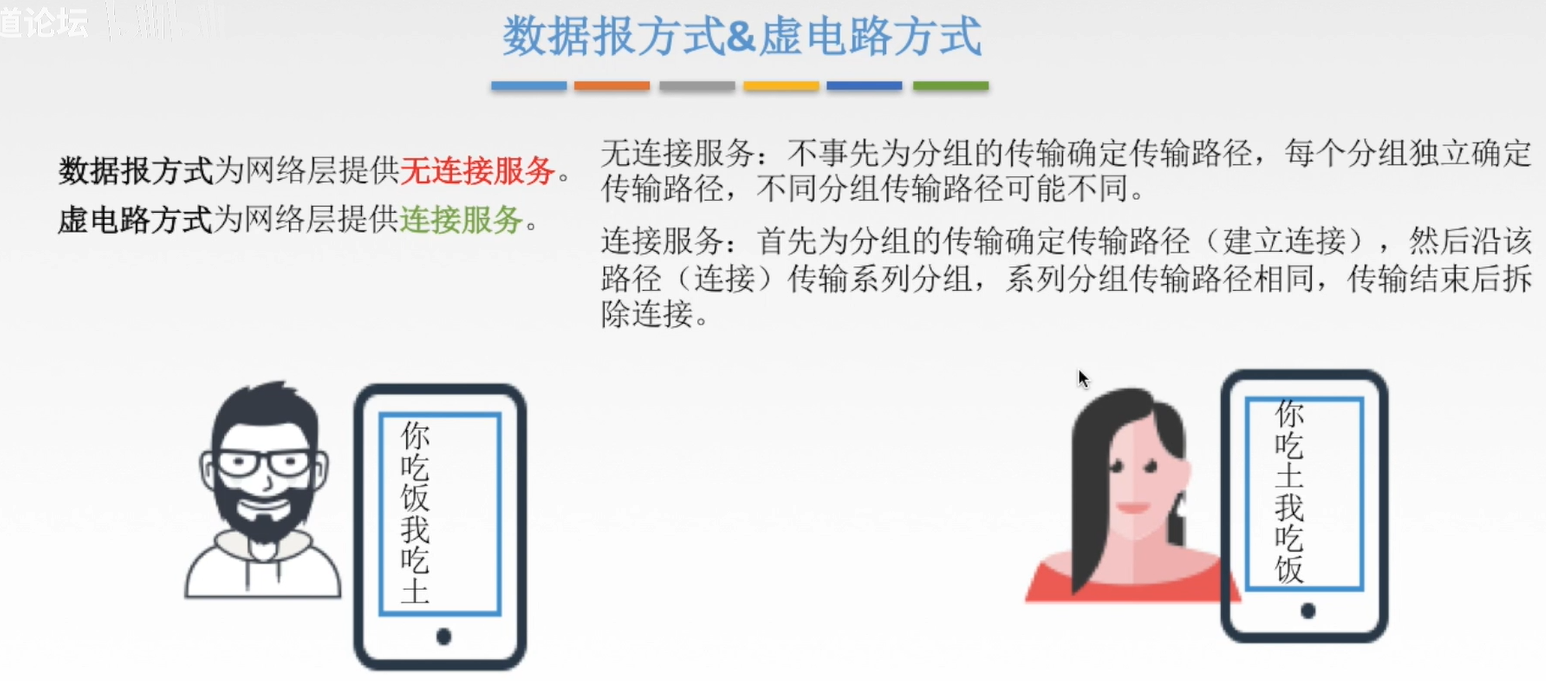 道论坛
数据报方式&虚电路方式
数据报方式为网络层提供无连接服务。
虚电路方式为网络层提供连接服务。
无连接服务：不事先为分组的传输确定传输路径，每个分组独立确定
传输路径，不同分组传输路径可能不同。
连接服务：首先为分组的传输确定传输路径（建立连接），然后沿该
路径（连接）传输系列分组，系列分组传输路径相同，传输结束后拆
除连接。
你吃饭我吃土
你吃土我吃饭